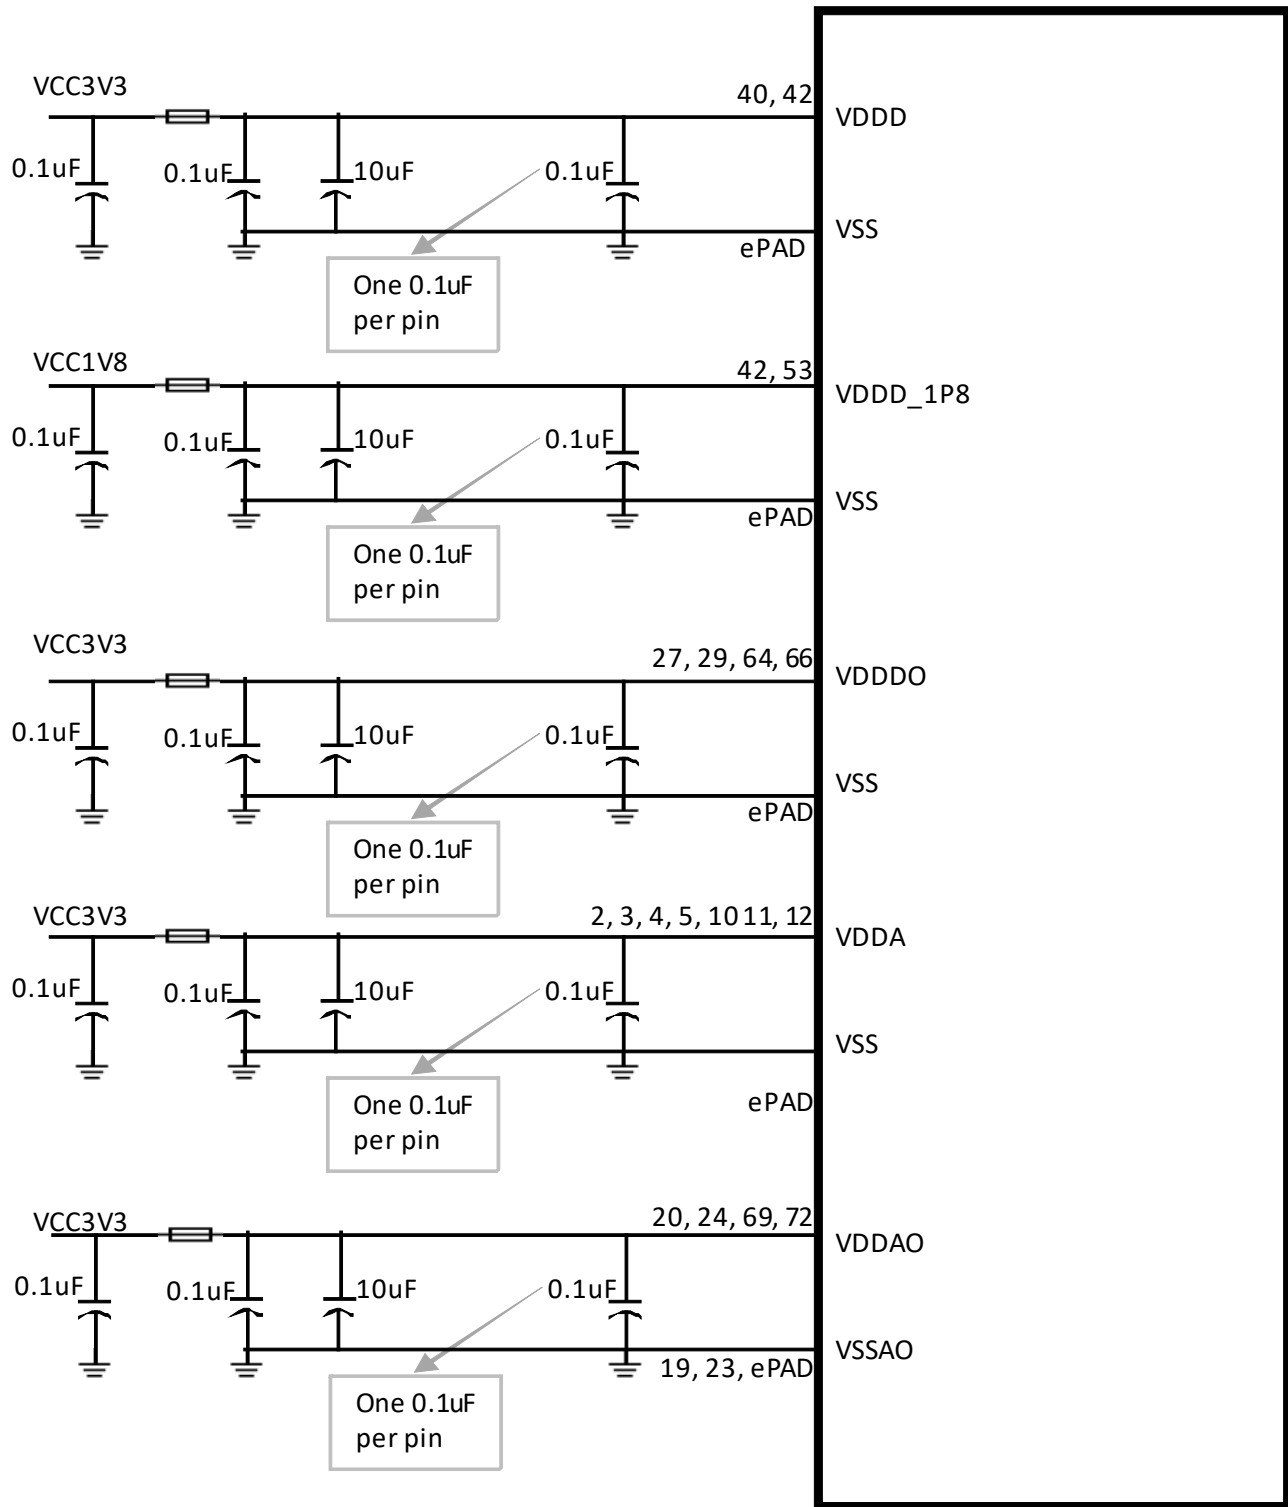 VCC3V3
40, 42
VDDD
0.1uF
0.1uF
10uF
0.1uF
VSS
ePAD
One 0.1uF
per pin
VCC1V8
42, 53
VDDD_1P8
0.1uF
0.1uF
10uF
0.1uF
VSS
ePAD
One 0.1uF
per pin
VCC3V3
27, 29, 64, 66
VDDDO
0.1uF
0.1uF
10uF
0.1uF
VSS
ePAD
One 0.1uF
per pin
VCC3V3
2, 3, 4, 5, 10 11, 12
VDDA
0.1uF
0.1uF
10uF
0.1uF
VSS
ePAD
One 0.1uF
per pin
VCC3V3
20, 24, 69, 72
VDDAO
0.1uF
0.1uF
10uF
0.1uF
VSSAO
19, 23, ePAD
One 0.1uF
per pin